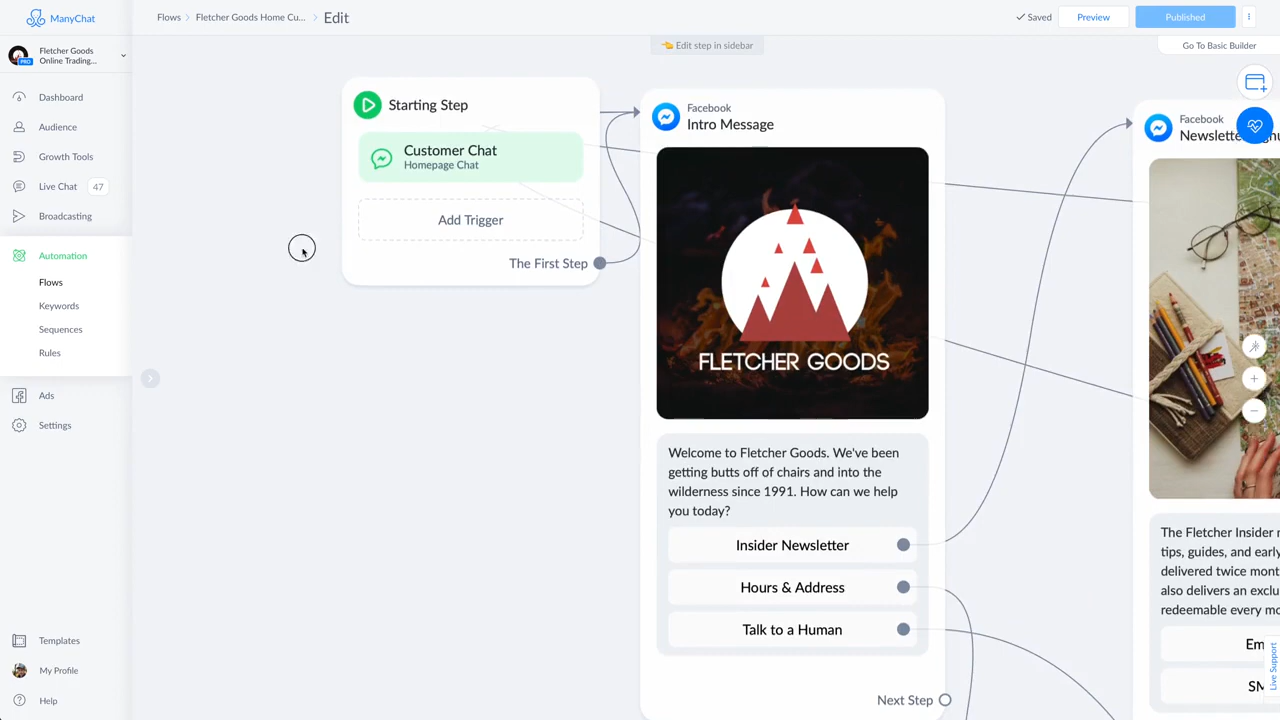 ManyChat
Flows
Fletcher Goods Home Cu...
Edit
Saved
Preview
Published
Fletcher Goods
Online Trading...
PRO
Edit step in sidebar
Go To Basic Builder
Dashboard
Audience
Growth Tools
Live Chat
47
Broadcasting
Automation
Flows
Keywords
Sequences
Rules
Ads
Settings
Templates
My Profile
Help
Starting Step
Customer Chat
Homepage Chat
Add Trigger
The First Step
Facebook
Intro Message
FLETCHER GOODS
Welcome to Fletcher Goods. We've been
getting butts off of chairs and into the
wilderness since 1991. How can we help
you today?
Insider Newsletter
Hours & Address
Talk to a Human
Next Step
Facebook
The Fletcher Insider
tips, guides, and early
delivered twice mont
also delivers an exclu
redeemable every mo
Em
Live Support